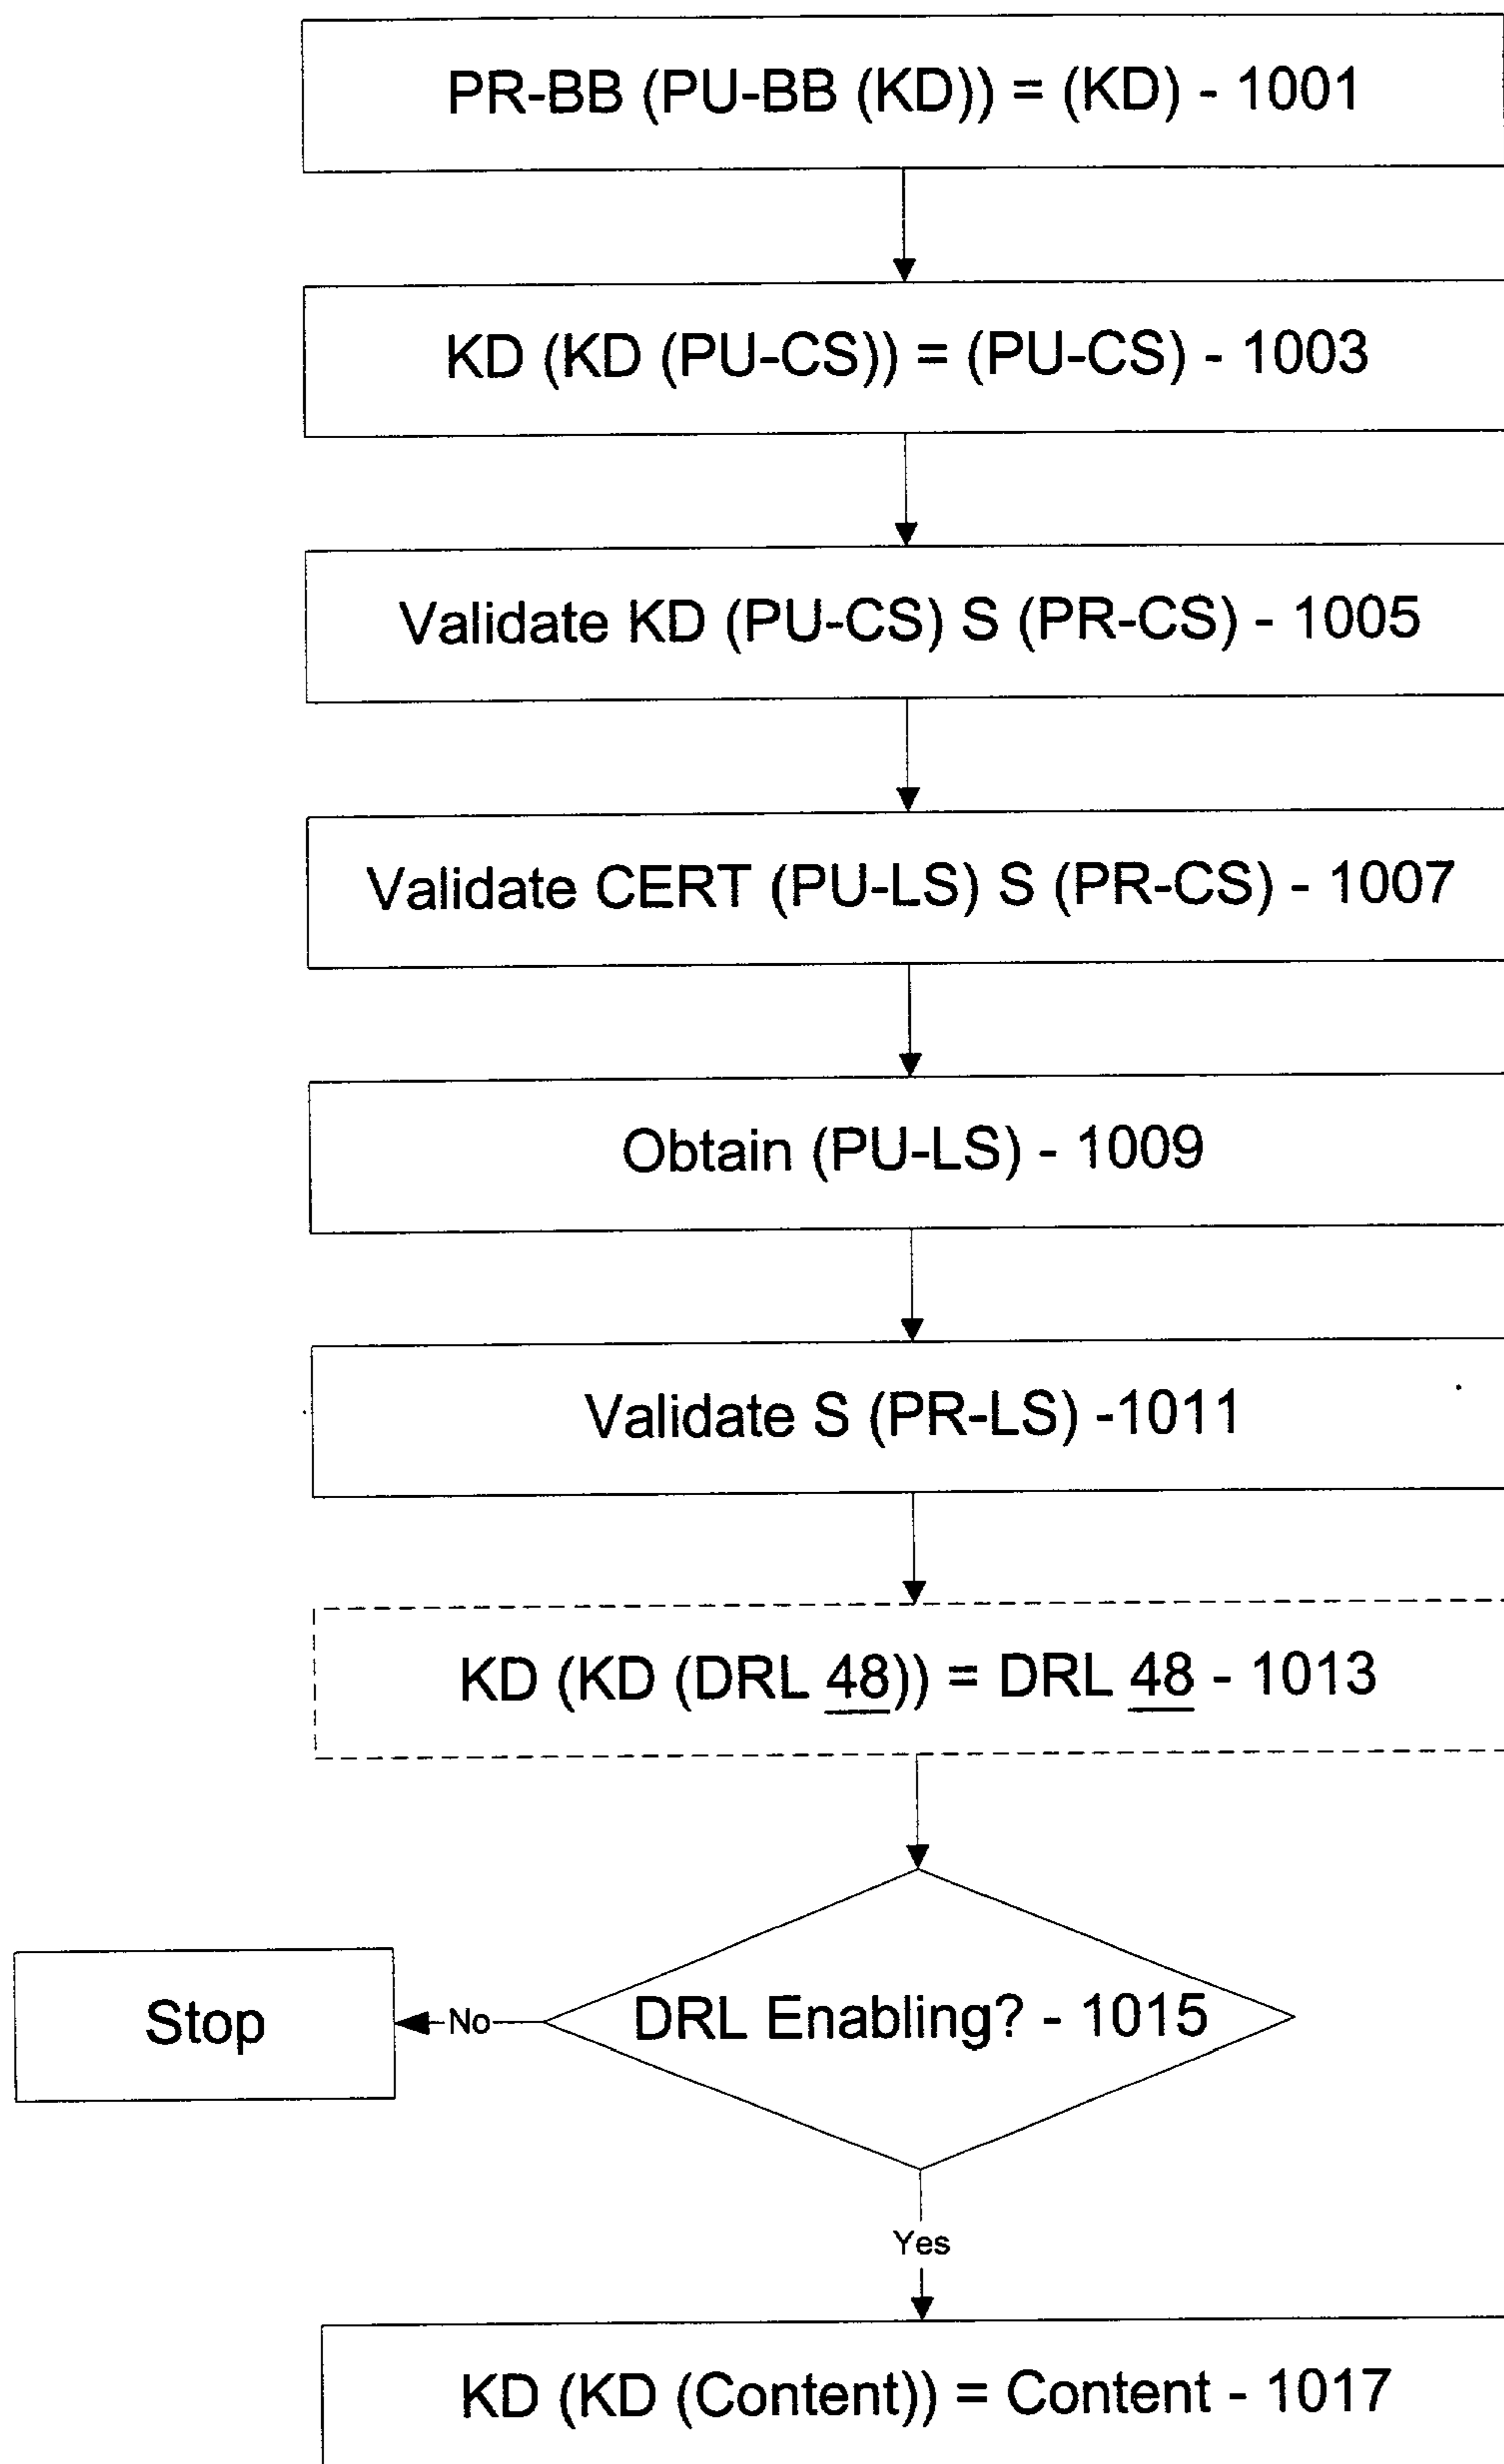 PR-BB (PU-BB (KD)) = (KD) - 1001
KD (KD (PU-CS)) = (PU-CS) - 1003
Validate KD (PU-CS) S (PR-CS) - 1005
Validate CERT (PU-LS) S (PR-CS) - 1007
Obtain (PU-LS) - 1009
Validate S (PR-LS) -1011
KD (KD (DRL 48)) = DRL 48 - 1013
DRL Enabling? - 1015
No
Stop
Yes
KD (KD (Content)) = Content - 1017